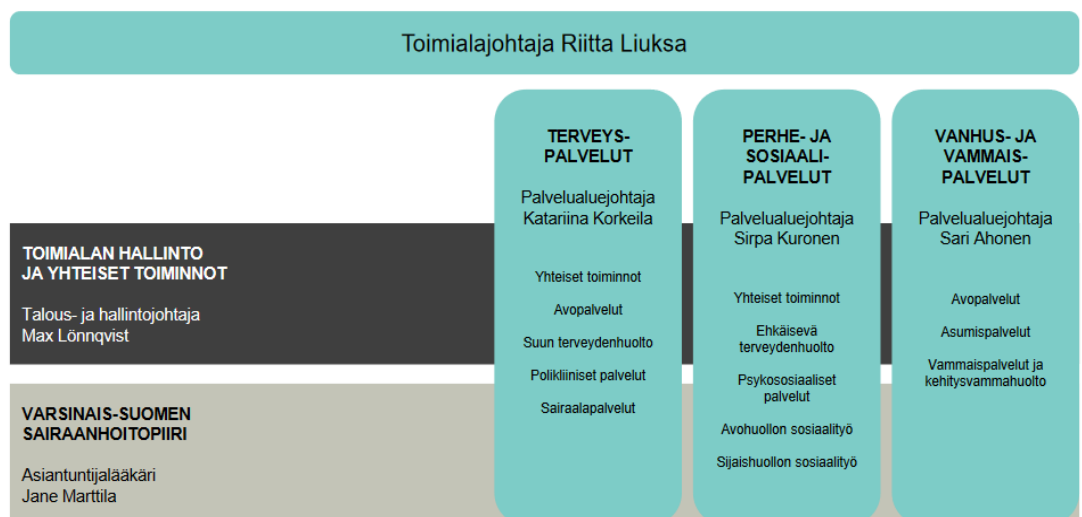 Toimialajohtaja Riitta Liuksa
TERVEYS-
PALVELUT
Palvelualuejohtaja
Katariina Korkeila
Yhteiset toiminnot
Avopalvelut
Suun terveydenhuolto
Polikliiniset palvelut
Sairaalapalvelut
PERHE- JA
SOSIAALI-
PALVELUT
Palvelualuejohtaja
Sirpa Kuronen
Yhteiset toiminnot
Ehkäisevä
terveydenhuolto
Psykososiaaliset
palvelut
Avohuollon sosiaalityö
Sijaishuollon sosiaalityö
VANHUS- JA
VAMMAIS-
PALVELUT
Palvelualuejohtaja
Sari Ahonen
Avopalvelut
Asumispalvelut
Vammaispalvelut ja
kehitysvammahuolto
TOIMIALAN HALLINTO
JA YHTEISET TOIMINNOT
Talous- ja hallintojohtaja
Max Lönnqvist
VARSINAIS-SUOMEN
SAIRAANHOITOPIIRI
Asiantuntijalääkäri
Jane Marttila